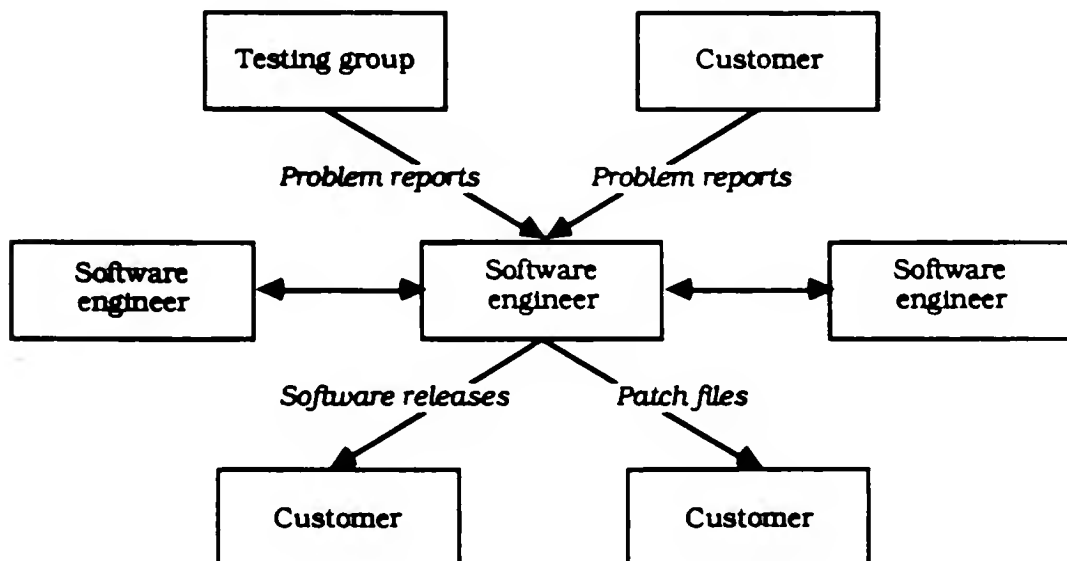 Testing group
Customer
Problem reports
Problem reports
Software
engineer
Software
engineer
Software
engineer
Software releases
Patch files
Customer
Customer